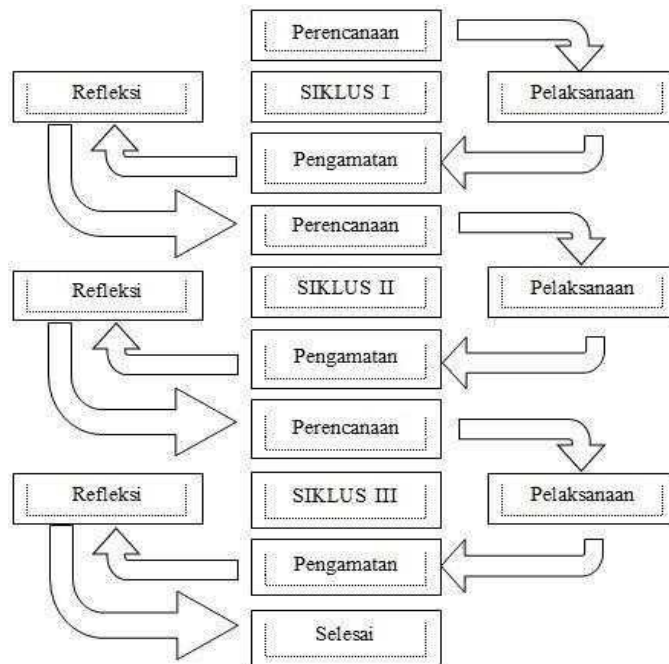 Perencanaan
Refleksi
SIKLUS I
Pelaksanaan
Pengamatan
Perencanaan
Refleksi
SIKLUS II
Pelaksanaan
Pengamatan
Perencanaan
Refleksi
SIKLUS III
Pelaksanaan
Pengamatan
Selesai